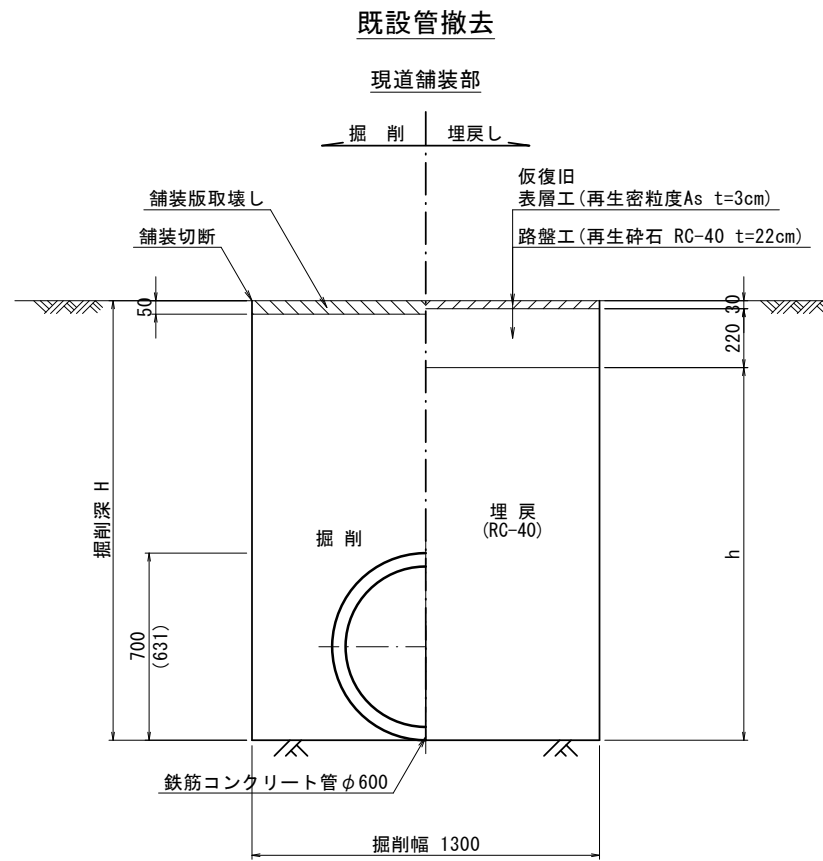 既設管撤去
現道舗装部
掘 削
埋戻し
仮復旧
表層工(再生密粒度As t=3cm)
路盤工(再生砕石 RC-40 t=22cm)
舗装版取壊し
舗装切断
50
30
220
掘削深 H
掘 削
埋 戻
(RC-40)
h
700
(631)
鉄筋コンクリート管φ600
掘削幅 1300